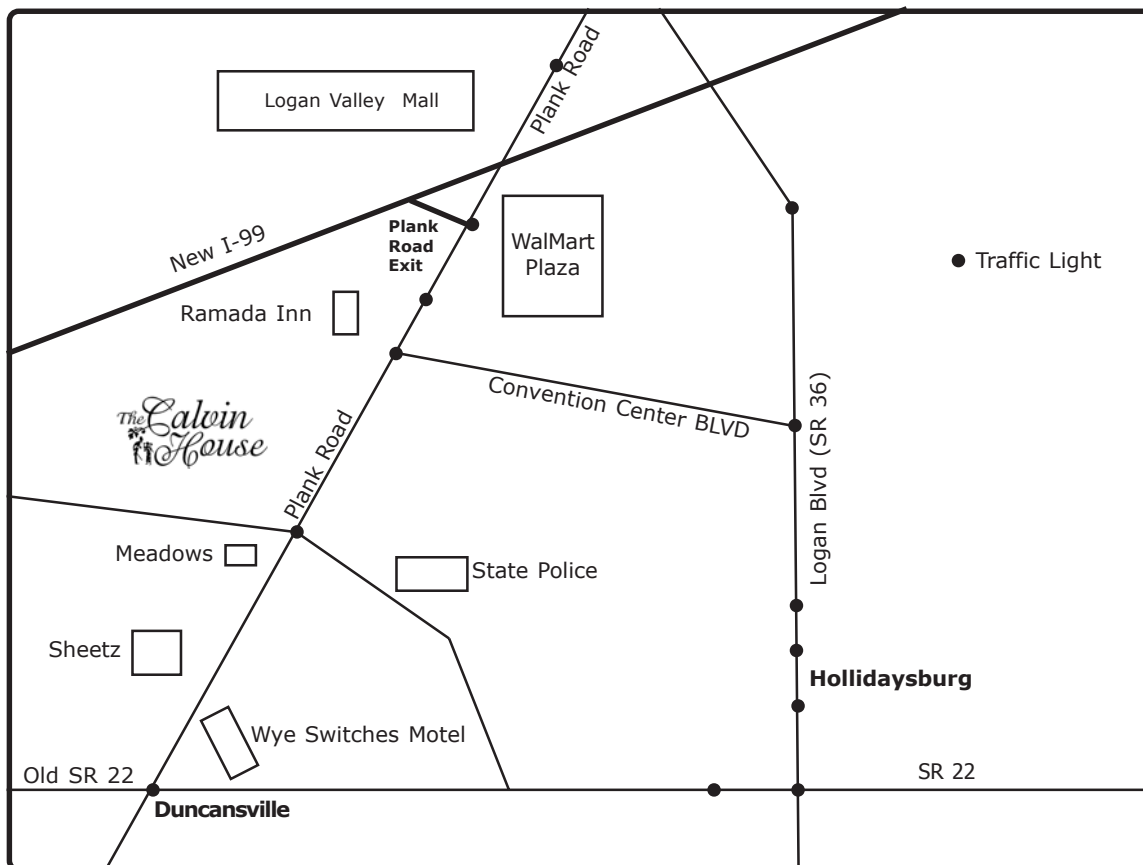 Plank Road
Logan Valley Mall
New I-99
Plank
Road
Exit
WalMart
Plaza
Traffic Light
Ramada Inn
Convention Center BLVD
Logan Blvd (SR 36)
The Calvin
House
Plank Road
Meadows
State Police
Sheetz
Hollidaysburg
Wye Switches Motel
Old SR 22
SR 22
Duncansville